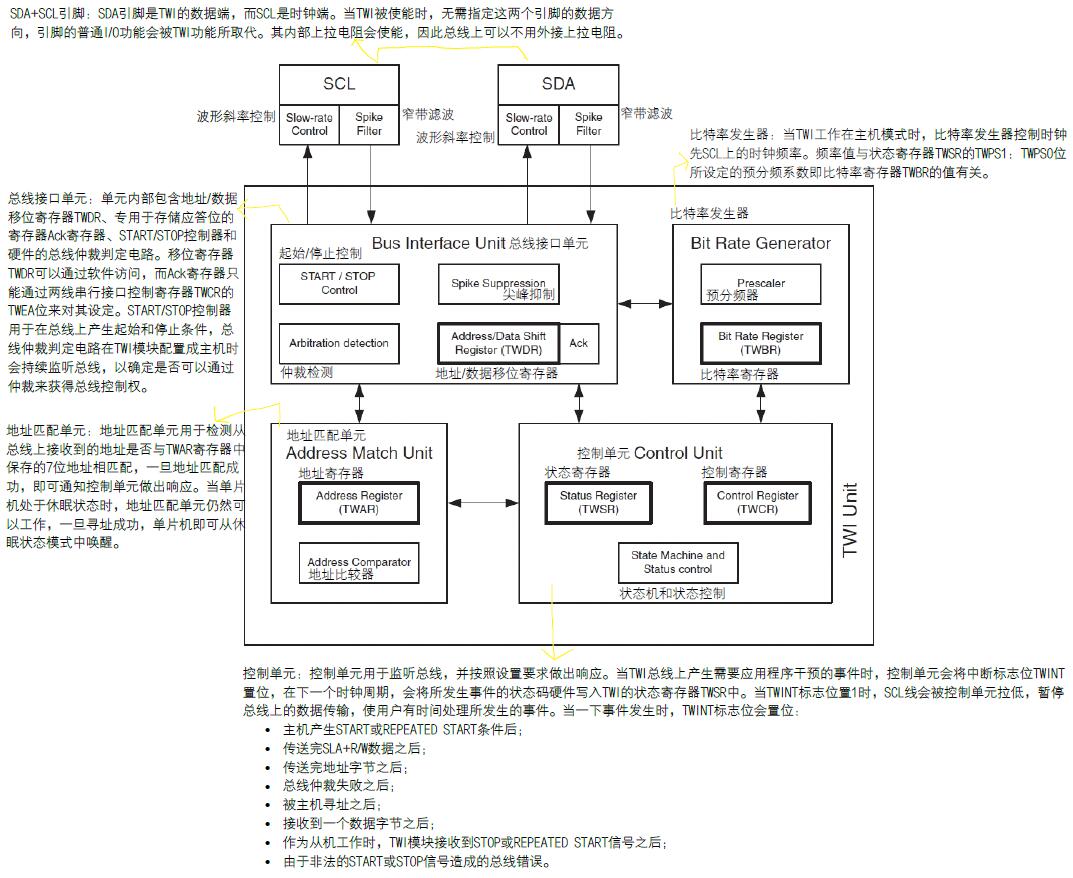 SDA+SCL引脚：SDA引脚是TWI的数据端，而SCL是时钟端。当TWI被使能时，无需指定这两个引脚的数据方
向，引脚的普通I/O功能会被TWI功能所取代。其内部上拉电阻会使能，因此总线上可以不用外接上拉电阻。
SCL
SDA
波形斜率控制
Slew-rate
Control
Spike
Filter
窄带滤波
波形斜率控制
Slew-rate
Control
Spike
Filter
窄带滤波
比特率发生器：当TWI工作在主机模式时，比特率发生器控制时钟
先SCL上的时钟频率。频率值与状态寄存器TWSR的TWPS1：TWPS0位
所设定的预分频系数即比特率寄存器TWBR的值有关。
总线接口单元：单元内部包含地址/数据
移位寄存器TWDR、专用于存储应答位的
寄存器Ack寄存器、START/STOP控制器和
硬件的总线仲裁判定电路。移位寄存器
TWDR可以通过软件访问，而Ack寄存器只
能通过两线串行接口控制寄存器TWCR的
TWEA位来对其设定。START/STOP控制器
用于在总线上产生起始和停止条件，总
线仲裁判定电路在TWI模块配置成主机时
会持续监听总线，以确定是否可以通过
仲裁来获得总线控制权。
Bus Interface Unit 总线接口单元
起始/停止控制
START / STOP
Control
Spike Suppression
尖峰抑制
Arbitration detection
仲裁检测
Address/Data Shift
Register (TWDR)
Ack
地址/数据移位寄存器
比特率发生器
Bit Rate Generator
Prescaler
预分频器
Bit Rate Register
(TWBR)
比特率寄存器
地址匹配单元：地址匹配单元用于检测从
总线上接收到的地址是否与TWAR寄存器中
保存的7位地址相匹配，一旦地址匹配成
功，即可通知控制单元做出响应。当单片
机处于休眠状态时，地址匹配单元仍然可
以工作，一旦寻址成功，单片机即可从休
眠状态模式中唤醒。
地址匹配单元
Address Match Unit
地址寄存器
Address Register
(TWAR)
Address Comparator
地址比较器
控制单元 Control Unit
状态寄存器
Status Register
(TWSR)
控制寄存器
Control Register
(TWCR)
State Machine and
Status control
状态机和状态控制
TWI Unit
控制单元：控制单元用于监听总线，并按照设置要求做出响应。当TWI总线上产生需要应用程序干预的事件时，控制单元会将中断标志位TWINT
置位，在下一个时钟周期，会将所发生事件的状态码硬件写入TWI的状态寄存器TWSR中。当TWINT标志位置1时，SCL线会被控制单元拉低，暂停
总线上的数据传输，使用户有时间处理所发生的事件。当一下事件发生时，TWINT标志位会置位：
• 主机产生START或REPEATED START条件后；
• 传送完SLA+R/W数据之后；
• 传送完地址字节之后；
• 总线仲裁失败之后；
• 被主机寻址之后；
• 接收到一个数据字节之后；
• 作为从机工作时，TWI模块接收到STOP或REPEATED START信号之后；
• 由于非法的START或STOP信号造成的总线错误。